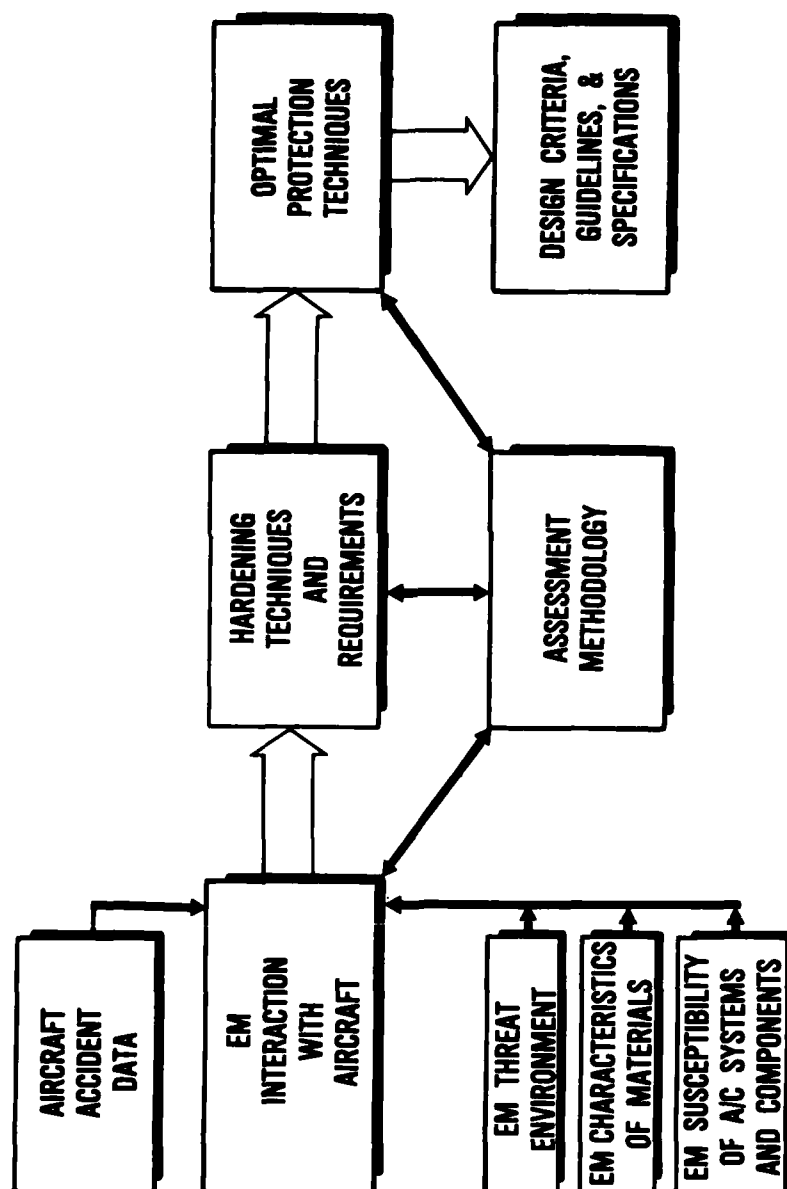 AIRCRAFT
ACCIDENT
DATA
EM
INTERACTION
WITH
AIRCRAFT
EM THREAT
ENVIRONMENT
EM CHARACTERISTICS
OF MATERIALS
EM SUSCEPTIBILITY
OF A/C SYSTEMS
AND COMPONENTS
HARDENING
TECHNIQUES
AND
REQUIREMENTS
ASSESSMENT
METHODOLOGY
OPTIMAL
PROTECTION
TECHNIQUES
DESIGN CRITERIA,
GUIDELINES, &
SPECIFICATIONS